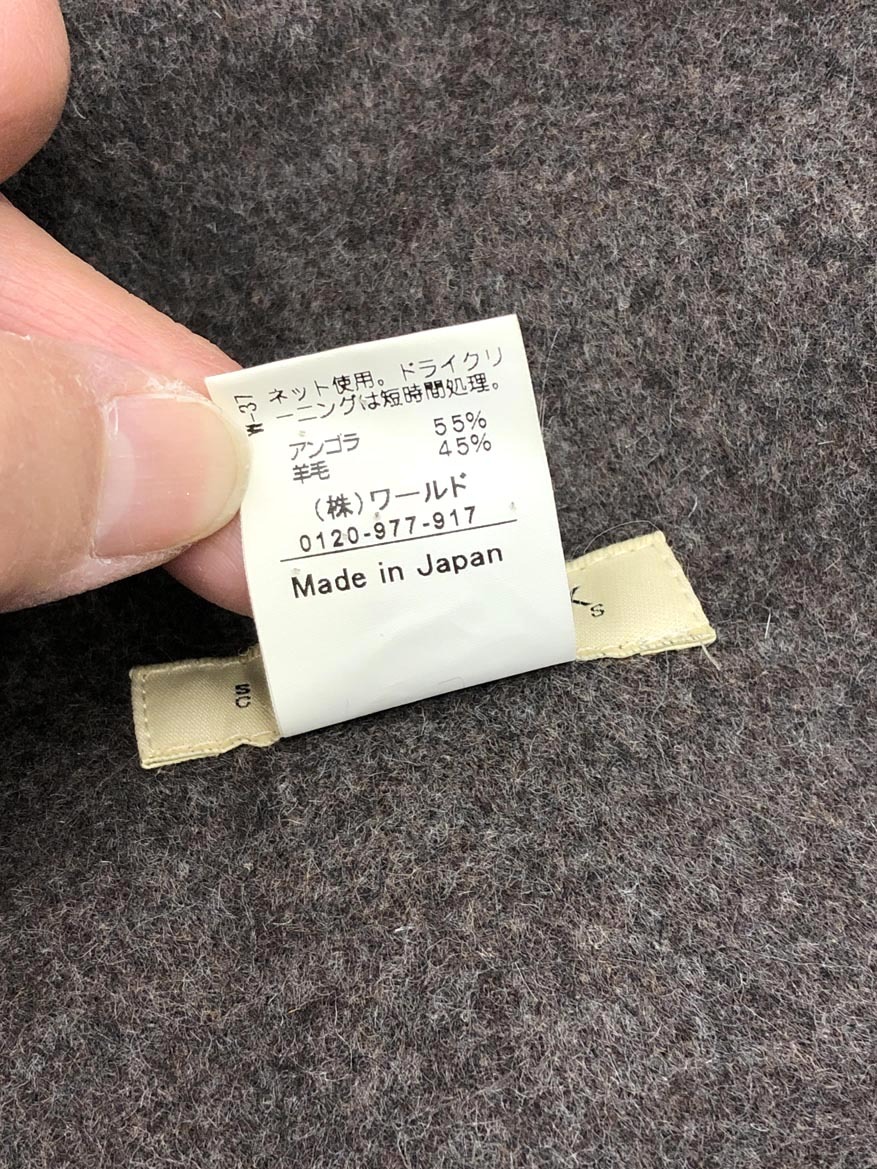 W-37
ネット使用。ドライクリ
ーニングは短時間処理。
アンゴラ 55%
羊毛 45%
(株)ワールド
0120-977-917
Made in Japan
SC
K
S